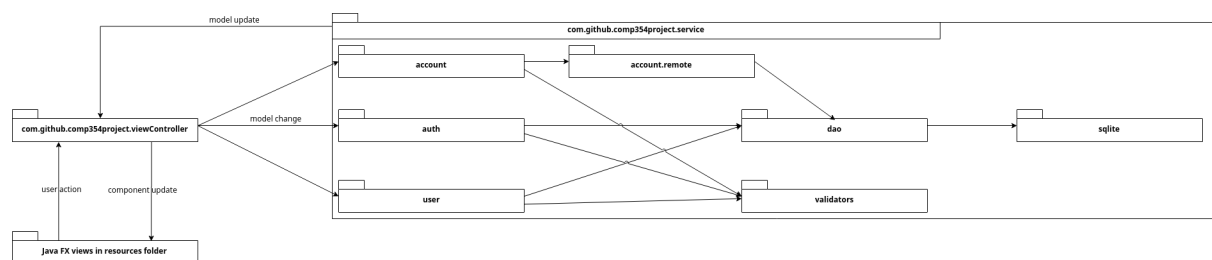 model update
com.github.comp354project.service
account
account.remote
com.github.comp354project.viewController
model change
auth
dao
sqlite
user action
component update
user
validators
Java FX views in resources folder